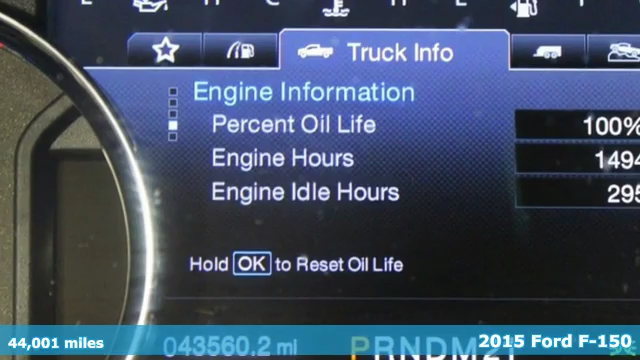 Truck Info
Engine Information
Percent Oil Life 100%
Engine Hours 1494
Engine Idle Hours 295
Hold OK to Reset Oil Life
043560.2 mi PRNDM
44,001 miles
2015 Ford F-150